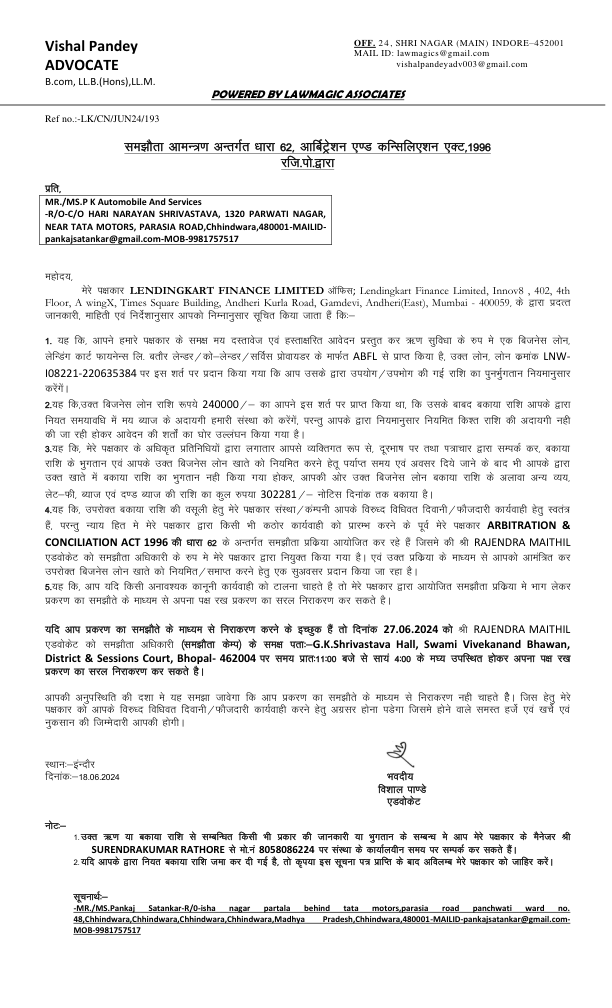 Vishal Pandey
ADVOCATE
B.com, LL.B.(Hons),LL.M.
OFF. 24, SHRI NAGAR (MAIN) INDORE–452001
MAIL ID: lawmagics@gmail.com
vishalpandeyadv003@gmail.com
POWERED BY LAWMAGIC ASSOCIATES
Ref no.:-LK/CN/JUN24/193
समझौता आमन्त्रण अन्तर्गत धारा 62, आर्बिट्रेशन एण्ड कन्सिलिएशन एक्ट,1996
रजि.पो.द्वारा
प्रति,
MR./MS.P K Automobile And Services
-R/O-C/O HARI NARAYAN SHRIVASTAVA, 1320 PARWATI NAGAR,
NEAR TATA MOTORS, PARASIA ROAD,Chhindwara,480001-MAILID-
pankajsatankar@gmail.com-MOB-9981757517
महोदय,
मेरे पक्षकार LENDINGKART FINANCE LIMITED ऑफिस; Lendingkart Finance Limited, Innov8 , 402, 4th
Floor, A wingX, Times Square Building, Andheri Kurla Road, Gamdevi, Andheri(East), Mumbai - 400059, के द्वारा प्रदत्त
जानकारी, माहिती एवं निर्देशानुसार आपको निम्नानुसार सूचित किया जाता हैं कि:–
1. यह कि, आपने हमारे पक्षकार के समक्ष मय दस्तावेज एवं हस्ताक्षरित आवेदन प्रस्तुत कर ऋण सुविधा के रुप मे एक बिजनेस लोन,
लेन्डिंग कार्ट फायनेन्स लि. बतौर लेन्डर/को–लेन्डर/सर्विस प्रोवायडर के मार्फत ABFL से प्राप्त किया है, उक्त लोन, लोन क्रमांक LNW-
I08221-220635384 पर इस शर्त पर प्रदान किया गया कि आप उसके द्वारा उपयोग/उपभोग की गई राशि का पुनर्भुगतान नियमानुसार
करेंगें।
2.यह कि,उक्त बिजनेस लोन राशि रूपये 240000/– का आपने इस शर्त पर प्राप्त किया था, कि उसके बाबद बकाया राशि आपके द्वारा
नियत समयावधि में मय ब्याज के अदायगी हमारी संस्था को करेंगें, परन्तु आपके द्वारा नियमानुसार नियमित किश्त राशि की अदायगी नही
की जा रही होकर आवेदन की शर्तों का घोर उल्लंघन किया गया है।
3.यह कि, मेरे पक्षकार के अधिकृत प्रतिनिधियों द्वारा लगातार आपसे व्यक्तिगत रूप से, दूरभाष पर तथा पत्राचार द्वारा सम्पर्क कर, बकाया
राशि के भुगतान एवं आपके उक्त बिजनेस लोन खाते को नियमित करने हेतू पर्याप्त समय एवं अवसर दिये जाने के बाद भी आपके द्वारा
उक्त खाते में बकाया राशि का भुगतान नही किया गया होकर, आपकी ओर उक्त बिजनेस बकाया राशि के अलावा अन्य व्यय,
लेट–फी, ब्याज एवं दण्ड ब्याज की राशि का कुल रुपया 302281/– नोटिस दिनांक तक बकाया है।
4.यह कि, उपरोक्त बकाया राशि की वसूली हेतु मेरे पक्षकार संस्था/कंपनी आपके विरुध्द विधिवत दिवानी/फौजदारी कार्यवाही हेतु स्वतंत्र
हैं, परन्तु न्याय हित मे मेरे पक्षकार द्वारा किसी भी कठोर कार्यवाही को प्रारम्भ करने के पूर्व मेरे पक्षकार ARBITRATION &
CONCILIATION ACT 1996 की धारा 62 के अन्तर्गत समझौता प्रक्रिया आयोजित कर रहे हैं जिसमे की श्री RAJENDRA MAITHIL
एडवोकेट को समझौता अधिकारी के रुप मे मेरे पक्षकार द्वारा नियुक्त किया गया है। एवं उक्त प्रक्रिया के माध्यम से आपको आमंत्रित कर
उपरोक्त बिजनेस लोन खाते को नियमित/समाप्त करने हेतु एक सुअवसर प्रदान किया जा रहा है।
5.यह कि, आप यदि किसी अनावश्यक कानूनी कार्यवाही को टालना चाहते है तो मेरे पक्षकार द्वारा आयोजित समझौता प्रक्रिया मे भाग लेकर
प्रकरण का समझौते के माध्यम से अपना पक्ष रख प्रकरण का सरल निराकरण कर सकते है।
यदि आप प्रकरण का समझौते के माध्यम से निराकरण करने के इच्छुक हैं तो दिनांक 27.06.2024 को श्री RAJENDRA MAITHIL
एडवोकेट को समझौता अधिकारी (समझौता केम्प) के समक्ष पताः–G.K.Shrivastava Hall, Swami Vivekanand Bhawan,
District & Sessions Court, Bhopal- 462004 पर समय प्रातः11:00 बजे से सायं 4:00 के मध्य उपस्थित होकर अपना पक्ष रख
प्रकरण का सरल निराकरण कर सकते है।
आपकी अनुपस्थिति की दशा मे यह समझा जावेगा कि आप प्रकरण का समझौते के माध्यम से निराकरण नही चाहते हैै। जिस हेतु मेरे
पक्षकार को आपके विरुध्द विधिवत दिवानी/फौजदारी कार्यवाही करने हेतु अग्रसर होना पडेगा जिसमे होने वाले समस्त हर्जे एवं खर्चे एवं
नुकसान की जिम्मेदारी आपकी होगी।
स्थानः–इंन्दौर
दिनांकः–18.06.2024
भवदीय
विशाल पाण्डे
एडवोकेट
नोटः–
1.उक्त ऋण या बकाया राशि से सम्बन्धित किसी भी प्रकार की जानकारी या भुगतान के सम्बन्ध मे आप मेरे पक्षकार के मैनेजर श्री
SURENDRAKUMAR RATHORE से मो.नं 8058086224 पर संस्था के कार्यालयीन समय पर सम्पर्क कर सकते हैं।
2.यदि आपके द्वारा नियत बकाया राशि जमा कर दी गई है, तो कृपया इस सूचना पत्र प्राप्ति के बाद अविलम्ब मेरे पक्षकार को जाहिर करें।
सूचनार्थः–
-MR./MS.Pankaj Satankar-R/0-isha nagar partala behind tata motors,parasia road panchwati ward no.
48,Chhindwara,Chhindwara,Chhindwara,Chhindwara,Madhya Pradesh,Chhindwara,480001-MAILID-pankajsatankar@gmail.com-
MOB-9981757517